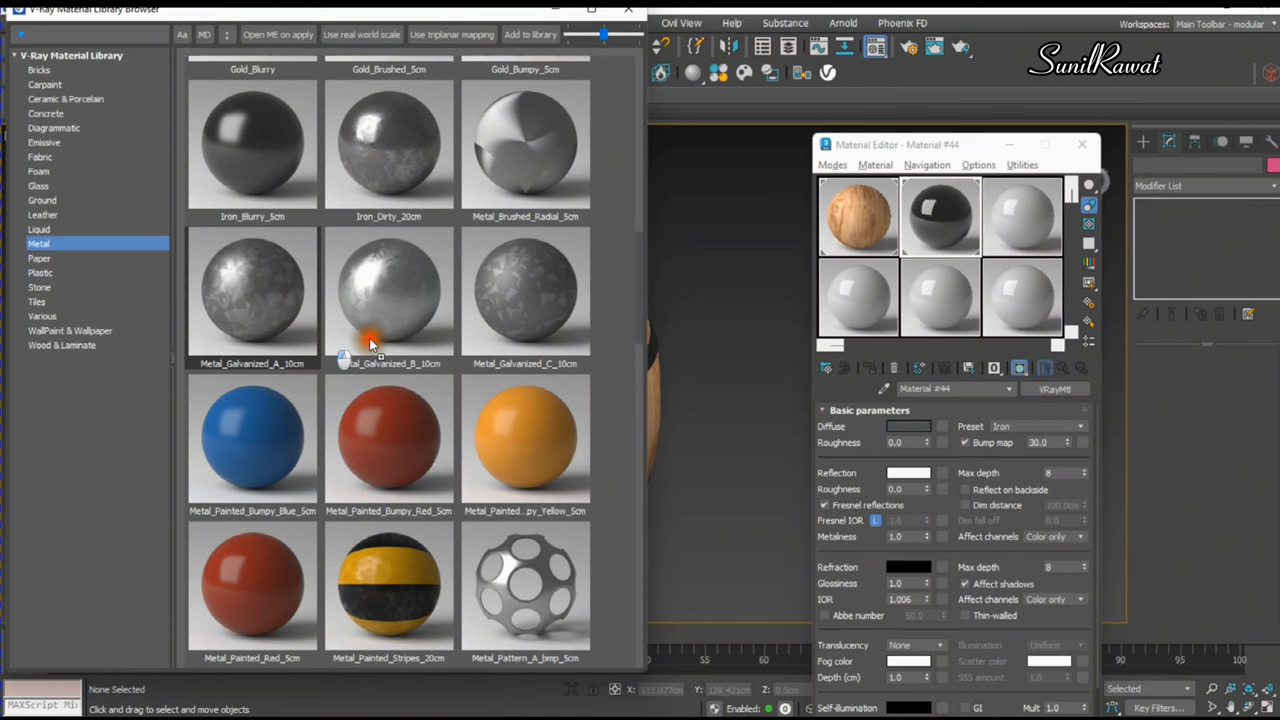 V-Ray Material Library Browser
Civil View Help Substance Arnold Phoenix FD
Workspaces: Main Toolbar - modular
SunilRawat
Aa MD Open ME on apply Use real world scale Use triplanar mapping Add to library
V-Ray Material Library
Bricks
Carpaint
Ceramic & Porcelain
Concrete
Diagrammatic
Emissive
Fabric
Foam
Glass
Ground
Leather
Liquid
Metal
Paper
Plastic
Stone
Tiles
Various
WallPaint & Wallpaper
Wood & Laminate
Gold_Blurry Gold_Brushed_5cm Gold_Bumpy_5cm
Iron_Blurry_5cm Iron_Dirty_20cm Metal_Brushed_Radial_5cm
Metal_Galvanized_A_10cm tal_Galvanized_B_10cm Metal_Galvanized_C_10cm
Metal_Painted_Bumpy_Blue_5cm Metal_Painted_Bumpy_Red_5cm Metal_Painted...py_Yellow_5cm
Metal_Painted_Red_5cm Metal_Painted_Stripes_20cm Metal_Pattern_A_bmp_5cm
Material Editor - Material #44
Modes Material Navigation Options Utilities
Material #44 VRayMtl
Basic parameters
Diffuse Preset Iron
Roughness 0.0 Bump map 30.0
Reflection Max depth 8
Roughness 0.0 Reflect on backside
Fresnel reflections Dim distance 100.0cm
Fresnel IOR L 1.6 Dim fall off 0.0
Metalness 1.0 Affect channels Color only
Refraction Max depth 8
Glossiness 1.0 Affect shadows
IOR 1.006 Affect channels Color only
Abbe number 50.0 Thin-walled
Translucency None Illumination Uniform
Fog color Scatter color
Depth (cm) 1.0 SSS amount 1.0
Self-illumination GI Mult 1.0
Modifier List
55 60 90 95 100
None Selected X: 111.077cm Y: 129.421cm Z: 0.0cm Selected
MAXScript Mi Click and drag to select and move objects Enabled: 0 Key Filters...